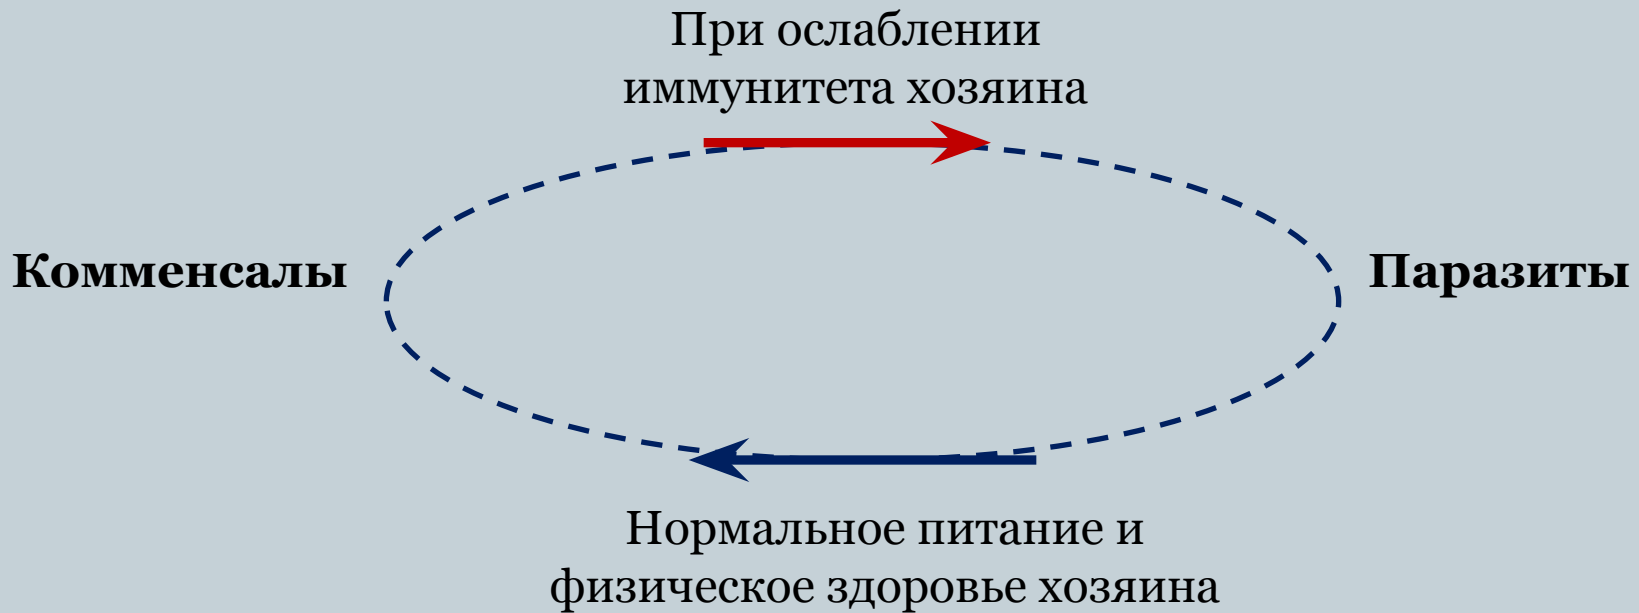 При ослаблении
иммунитета хозяина
Комменсалы
Паразиты
Нормальное питание и
физическое здоровье хозяина